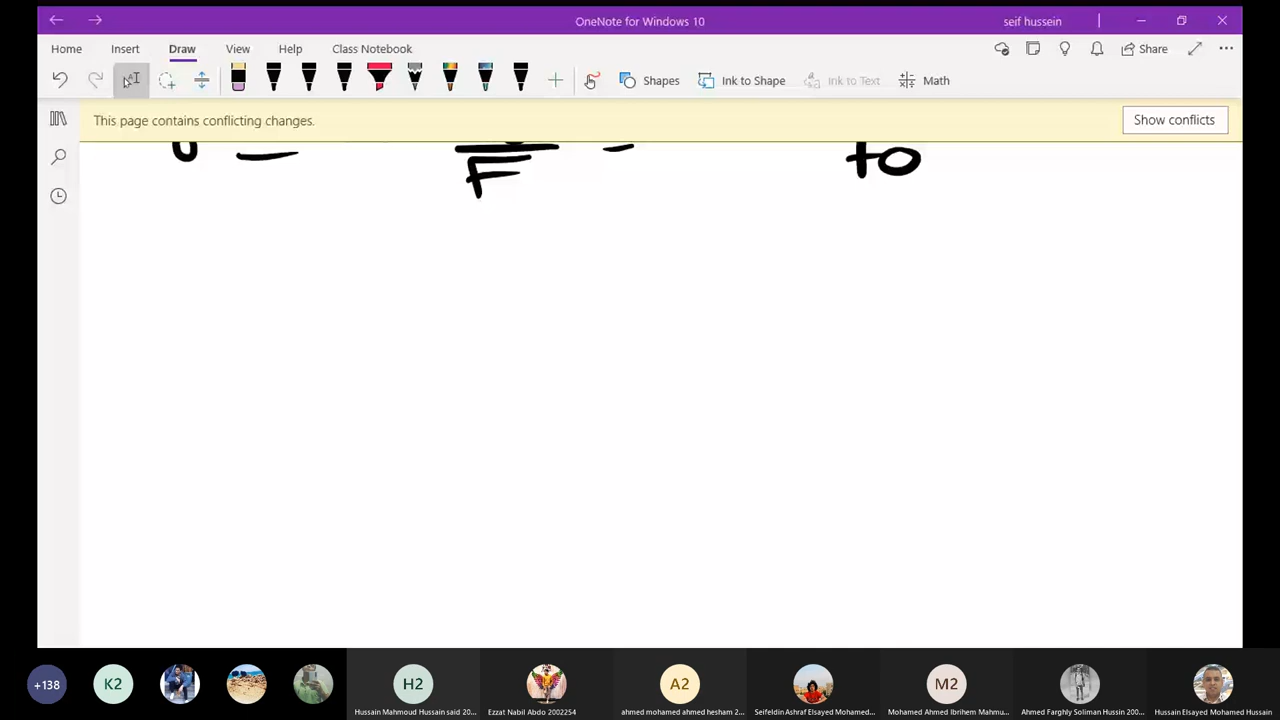 OneNote for Windows 10
seif hussein
Home Insert Draw View Help Class Notebook
Share
Shapes Ink to Shape Ink to Text Math
This page contains conflicting changes.
Show conflicts
F
to
+138 K2 H2 A2 M2
Hussain Mahmoud Hussain said 20... Ezzat Nabil Abdo 2002254 ahmed mohamed ahmed hesham 2... Seifeldin Ashraf Elsayed Mohamed... Mohamed Ahmed Ibrihem Mahmu... Ahmed Farghly Soliman Hussin 200... Hussain Elsayed Mohamed Hussain